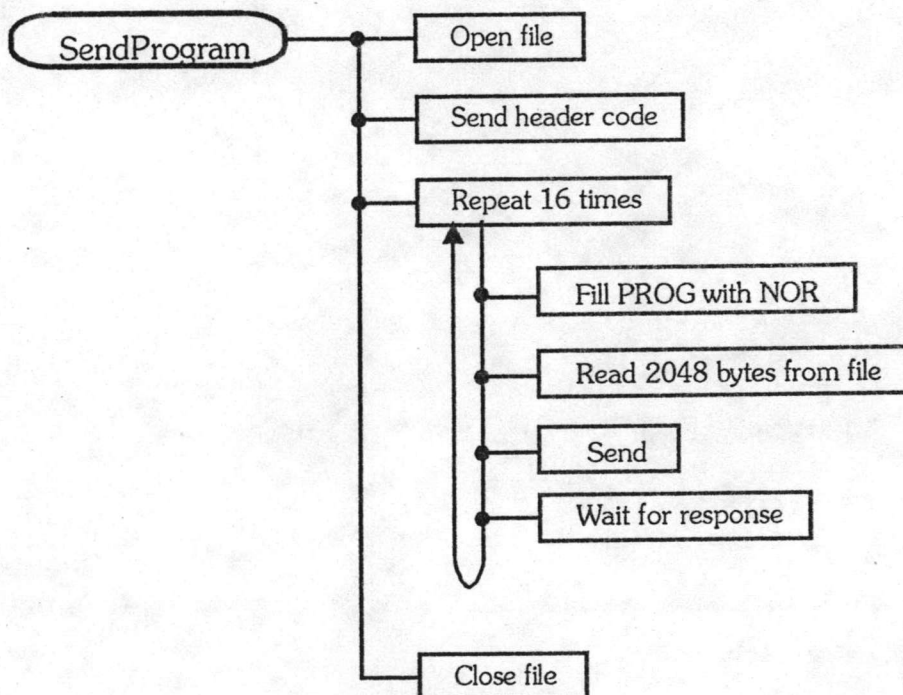 SendProgram
Open file
Send header code
Repeat 16 times
Fill PROG with NOR
Read 2048 bytes from file
Send
Wait for response
Close file